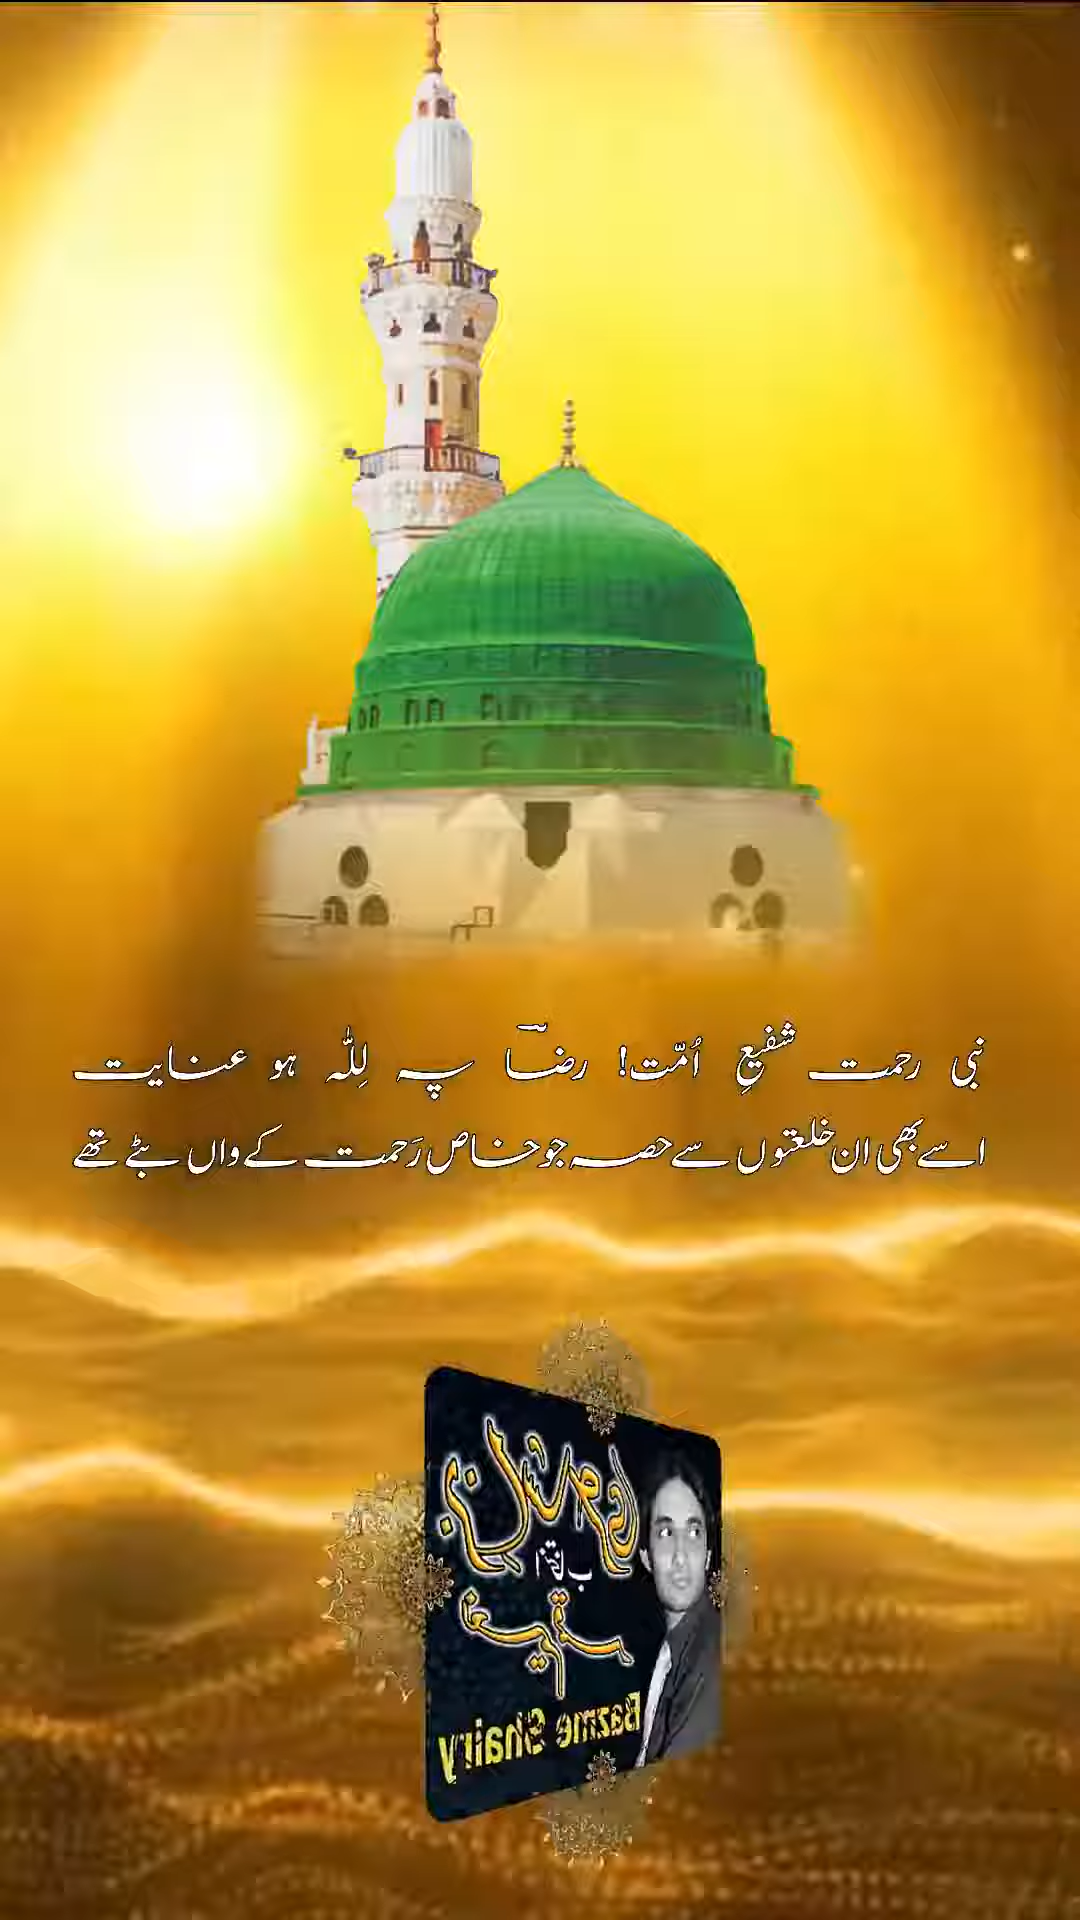 نبی رحمت شفیعِ اُمّت! رضاؔ پہ لِلّٰہ ہو عنایت
اسے بھی ان خلعتوں سے حصہ جو خاص رَحمت کے واں بٹے تھے
Bazme Shairy